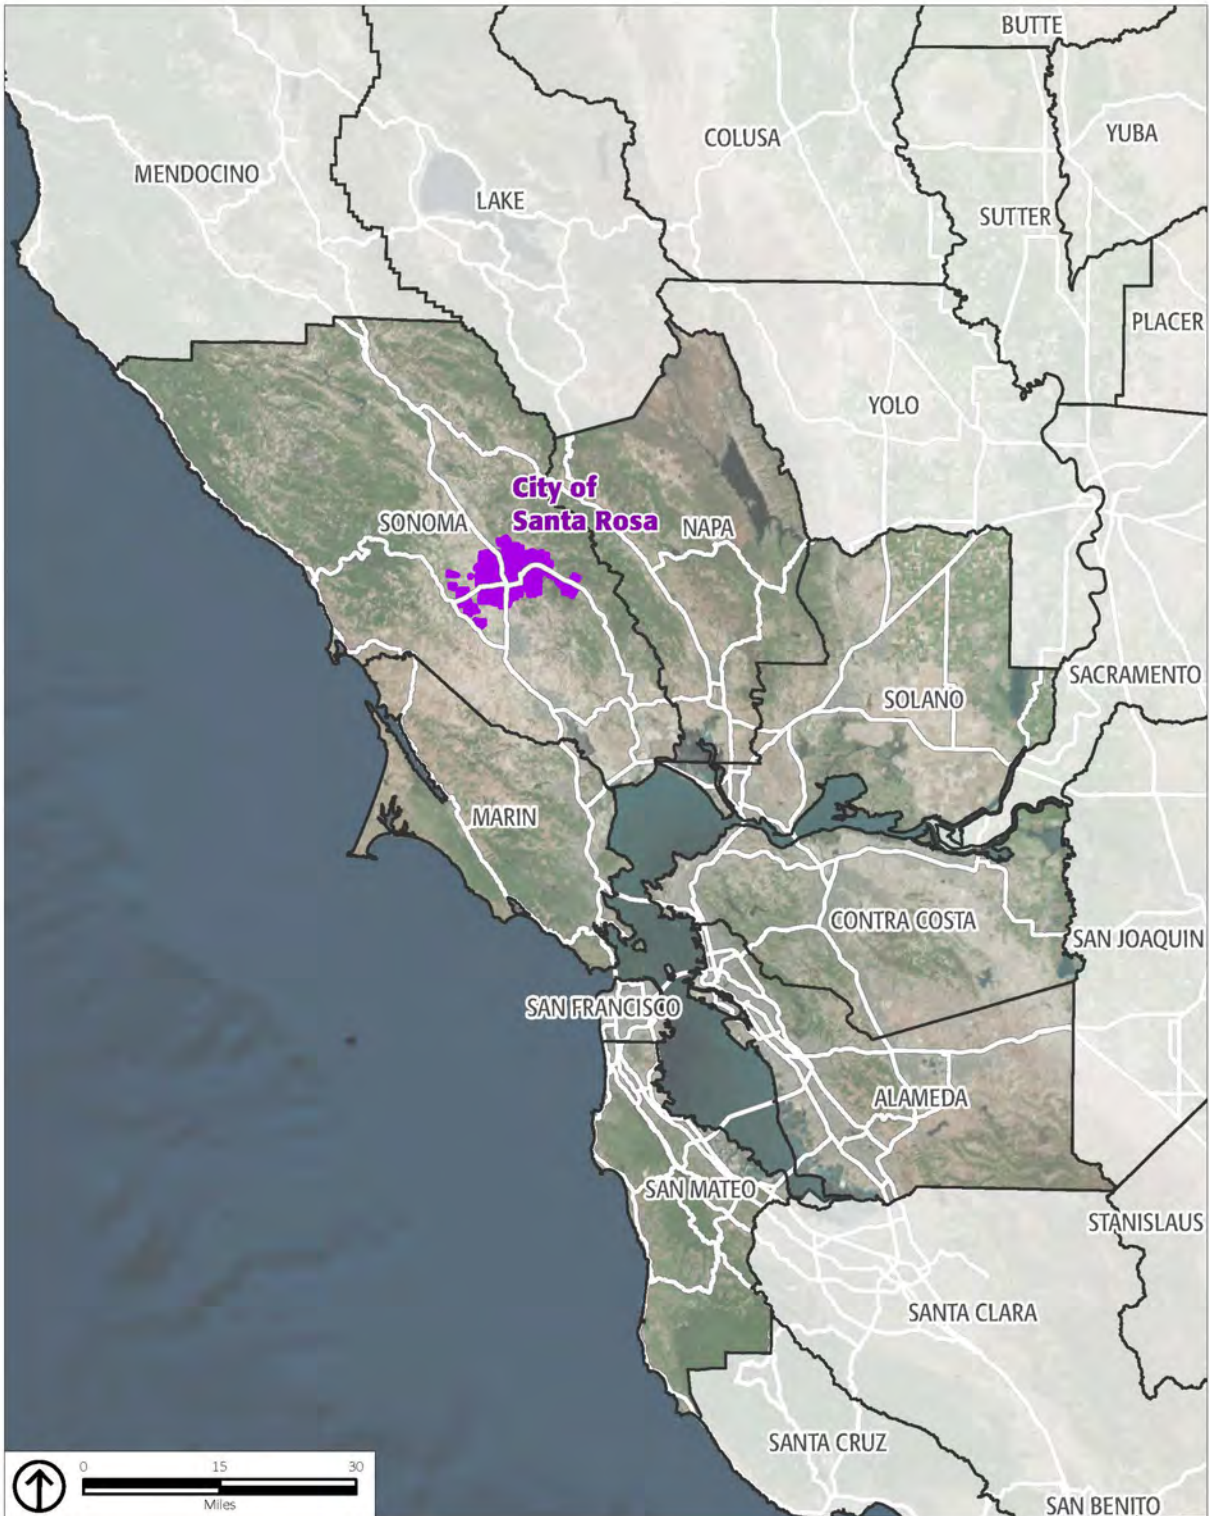 BUTTE
COLUSA
YUBA
MENDOCINO
LAKE
SUTTER
PLACER
YOLO
City of
Santa Rosa
SONOMA
NAPA
SACRAMENTO
SOLANO
MARIN
CONTRA COSTA
SAN JOAQUIN
SAN FRANCISCO
ALAMEDA
SAN MATEO
STANISLAUS
SANTA CLARA
SANTA CRUZ
0 15 30
Miles
SAN BENITO